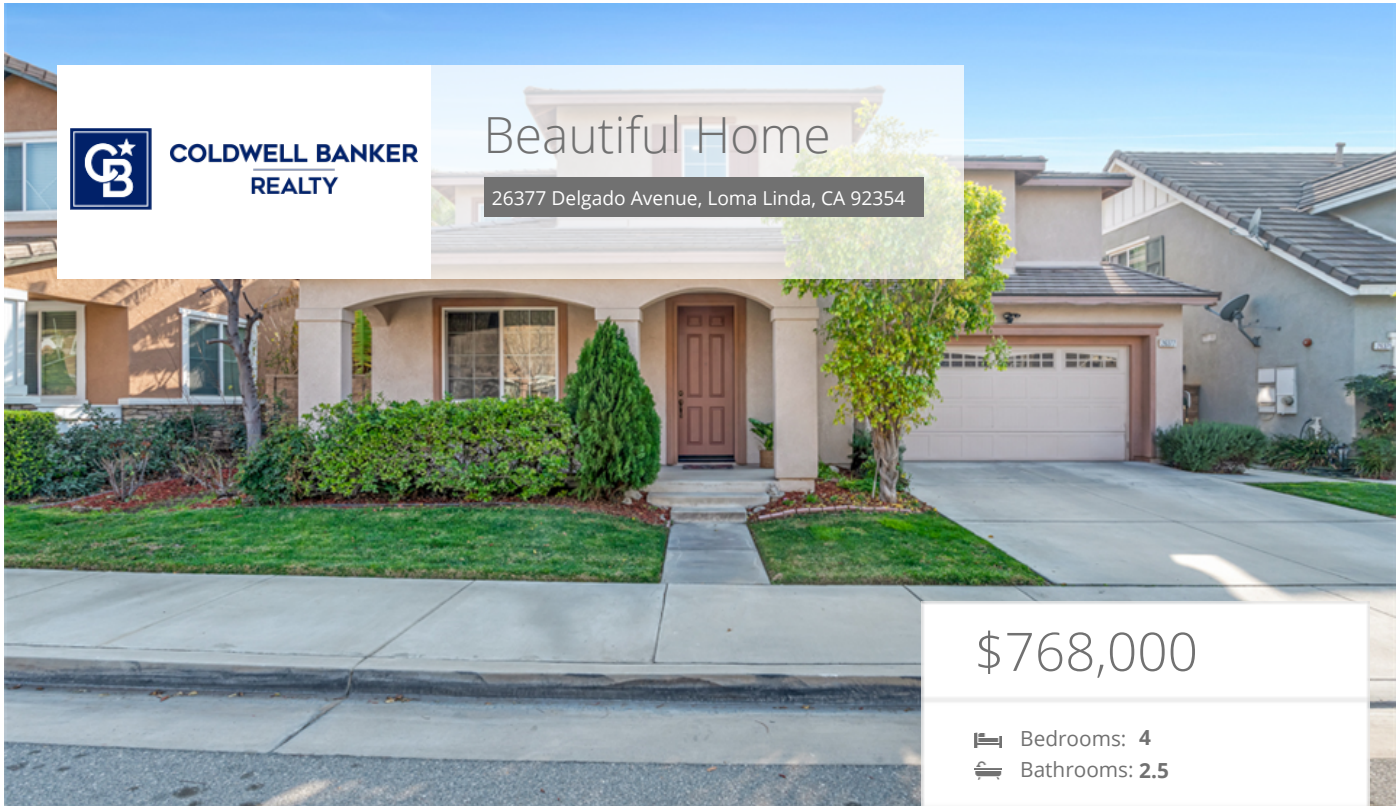 CB
COLDWELL BANKER
REALTY
Beautiful Home
26377 Delgado Avenue, Loma Linda, CA 92354
$768,000
Bedrooms: 4
Bathrooms: 2.5